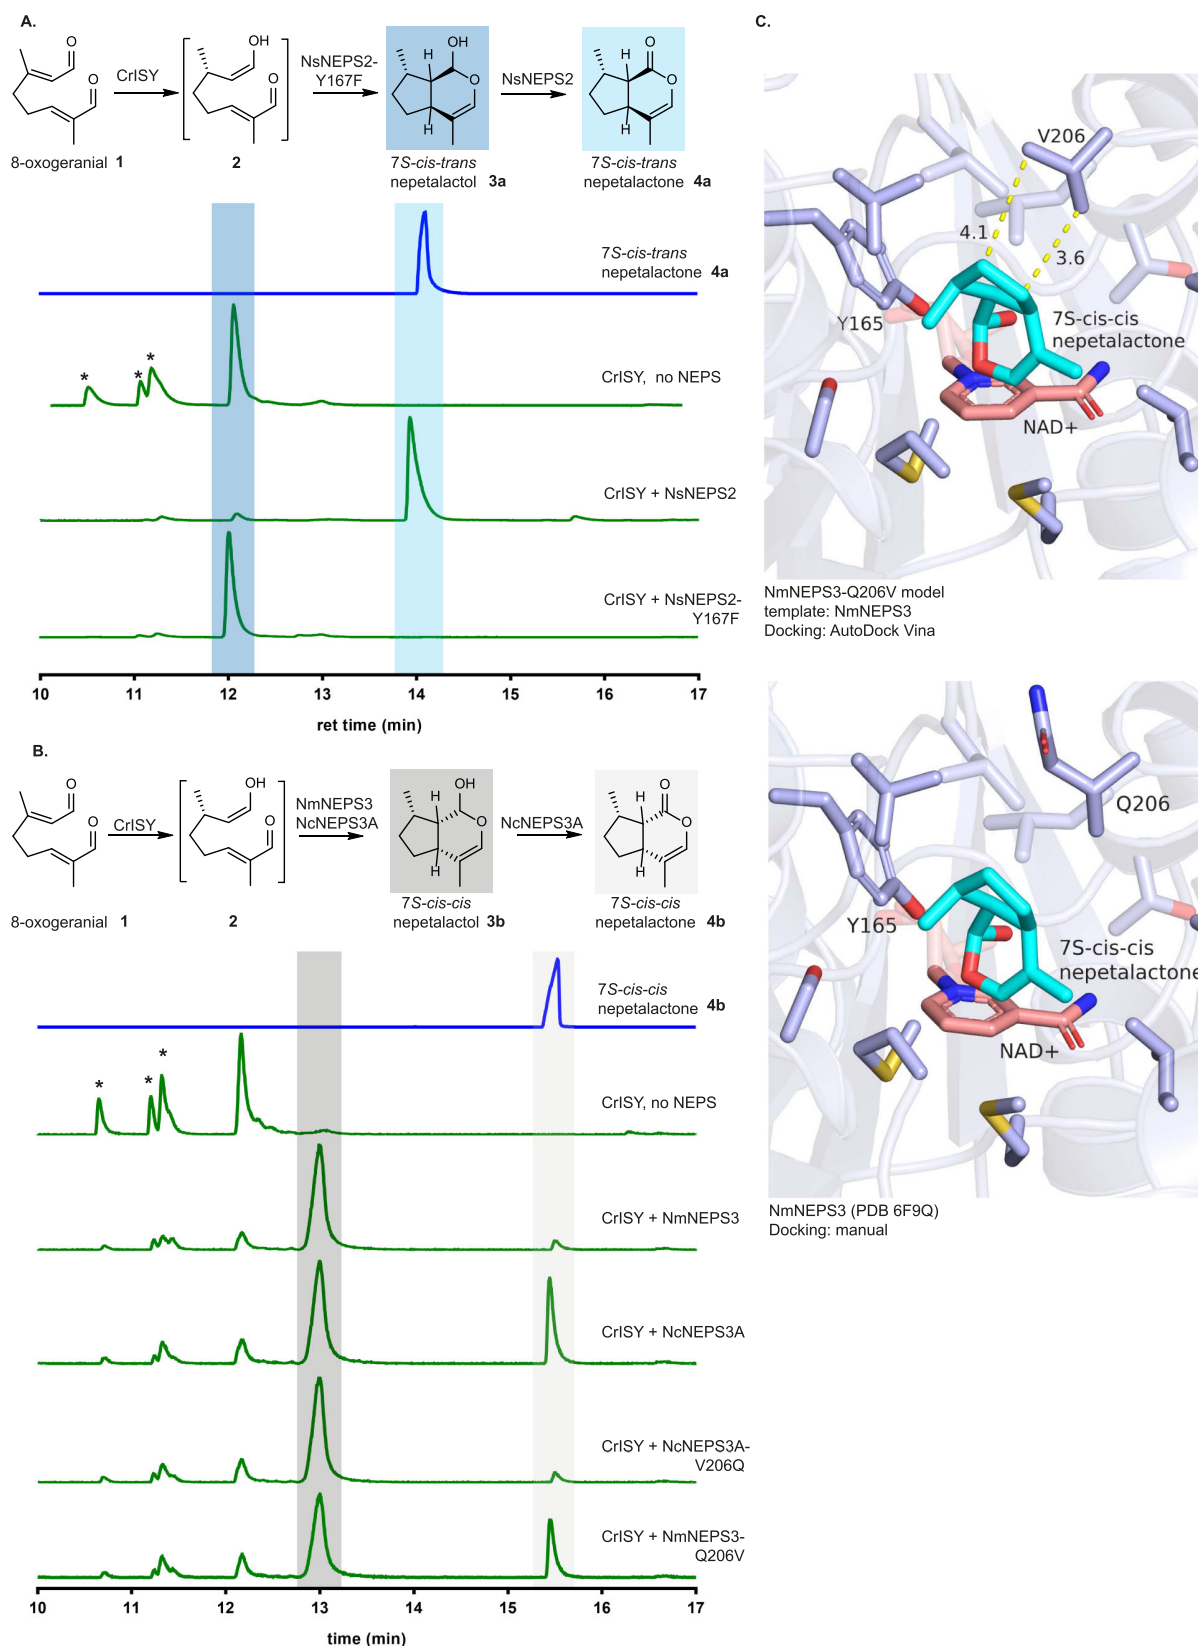 A.
O
O
CrISY
OH
O
NsNEPS2-
Y167F
H
OH
O
H
NsNEPS2
H
O
O
H
8-oxogeranial 1
2
7S-cis-trans
nepetalactol 3a
7S-cis-trans
nepetalactone 4a
7S-cis-trans
nepetalactone 4a
* * *
CrISY, no NEPS
CrISY + NsNEPS2
CrISY + NsNEPS2-
Y167F
10 11 12 13 14 15 16 17
ret time (min)
B.
O
O
CrISY
OH
O
NmNEPS3
NcNEPS3A
H
OH
O
H
NcNEPS3A
H
O
O
H
8-oxogeranial 1
2
7S-cis-cis
nepetalactol 3b
7S-cis-cis
nepetalactone 4b
7S-cis-cis
nepetalactone 4b
* * *
CrISY, no NEPS
CrISY + NmNEPS3
CrISY + NcNEPS3A
CrISY + NcNEPS3A-
V206Q
CrISY + NmNEPS3-
Q206V
10 11 12 13 14 15 16 17
time (min)
C.
V206
4.1
3.6
Y165
7S-cis-cis
nepetalactone
NAD+
NmNEPS3-Q206V model
template: NmNEPS3
Docking: AutoDock Vina
Q206
Y165
7S-cis-cis
nepetalactone
NAD+
NmNEPS3 (PDB 6F9Q)
Docking: manual